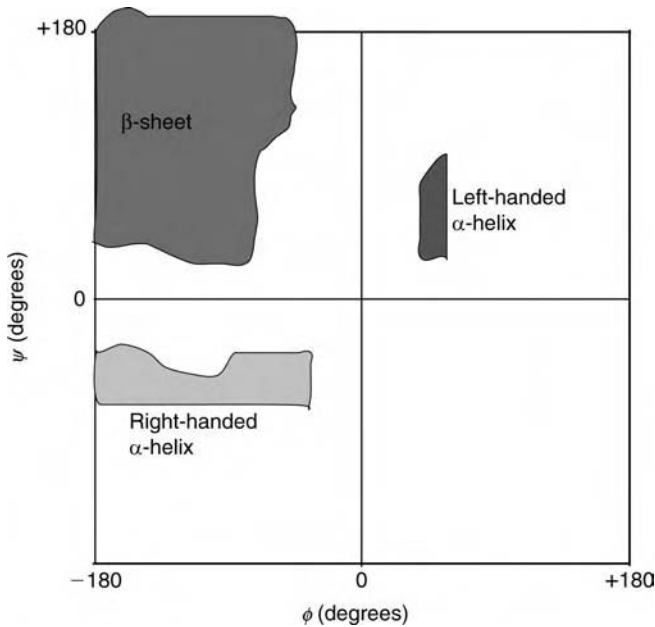 +180
β-sheet
Left-handed
α-helix
0
ψ (degrees)
Right-handed
α-helix
−180
0
+180
ϕ (degrees)